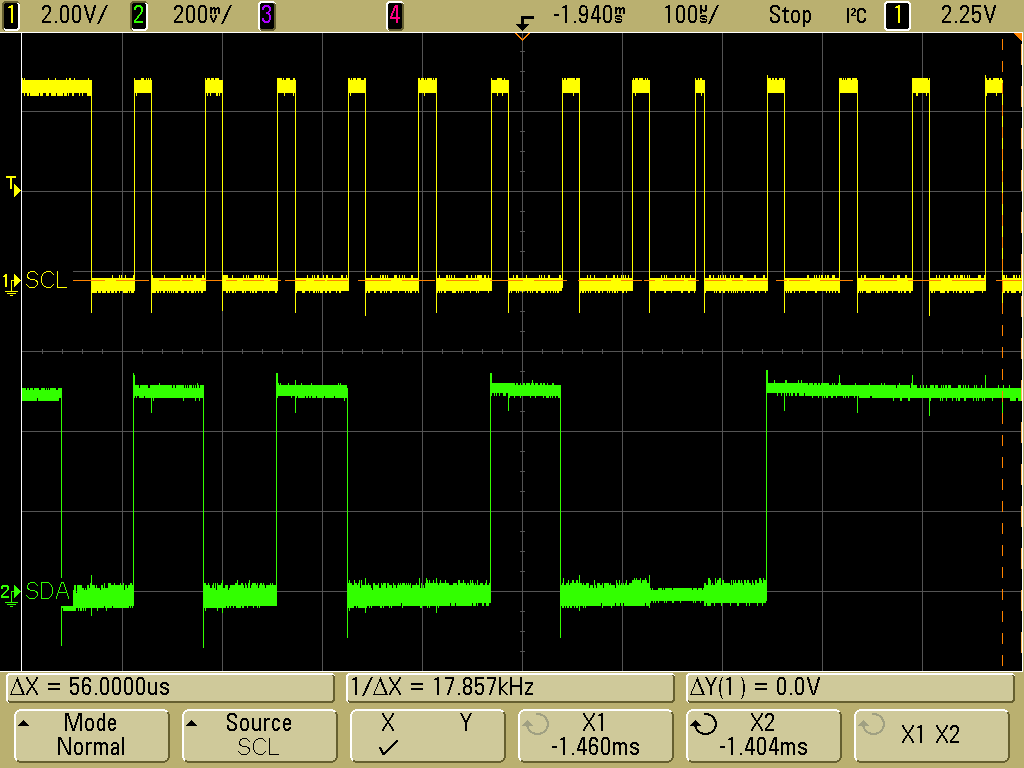 1 2.00V/ 2 200mV/ 3 4 -1.940ms 100µs/ Stop I²C 1 2.25V
T
1 SCL
2 SDA
ΔX = 56.0000us 1/ΔX = 17.857kHz ΔY(1) = 0.0V
Mode Source X Y X1 X2 X1 X2
Normal SCL ✓ -1.460ms -1.404ms